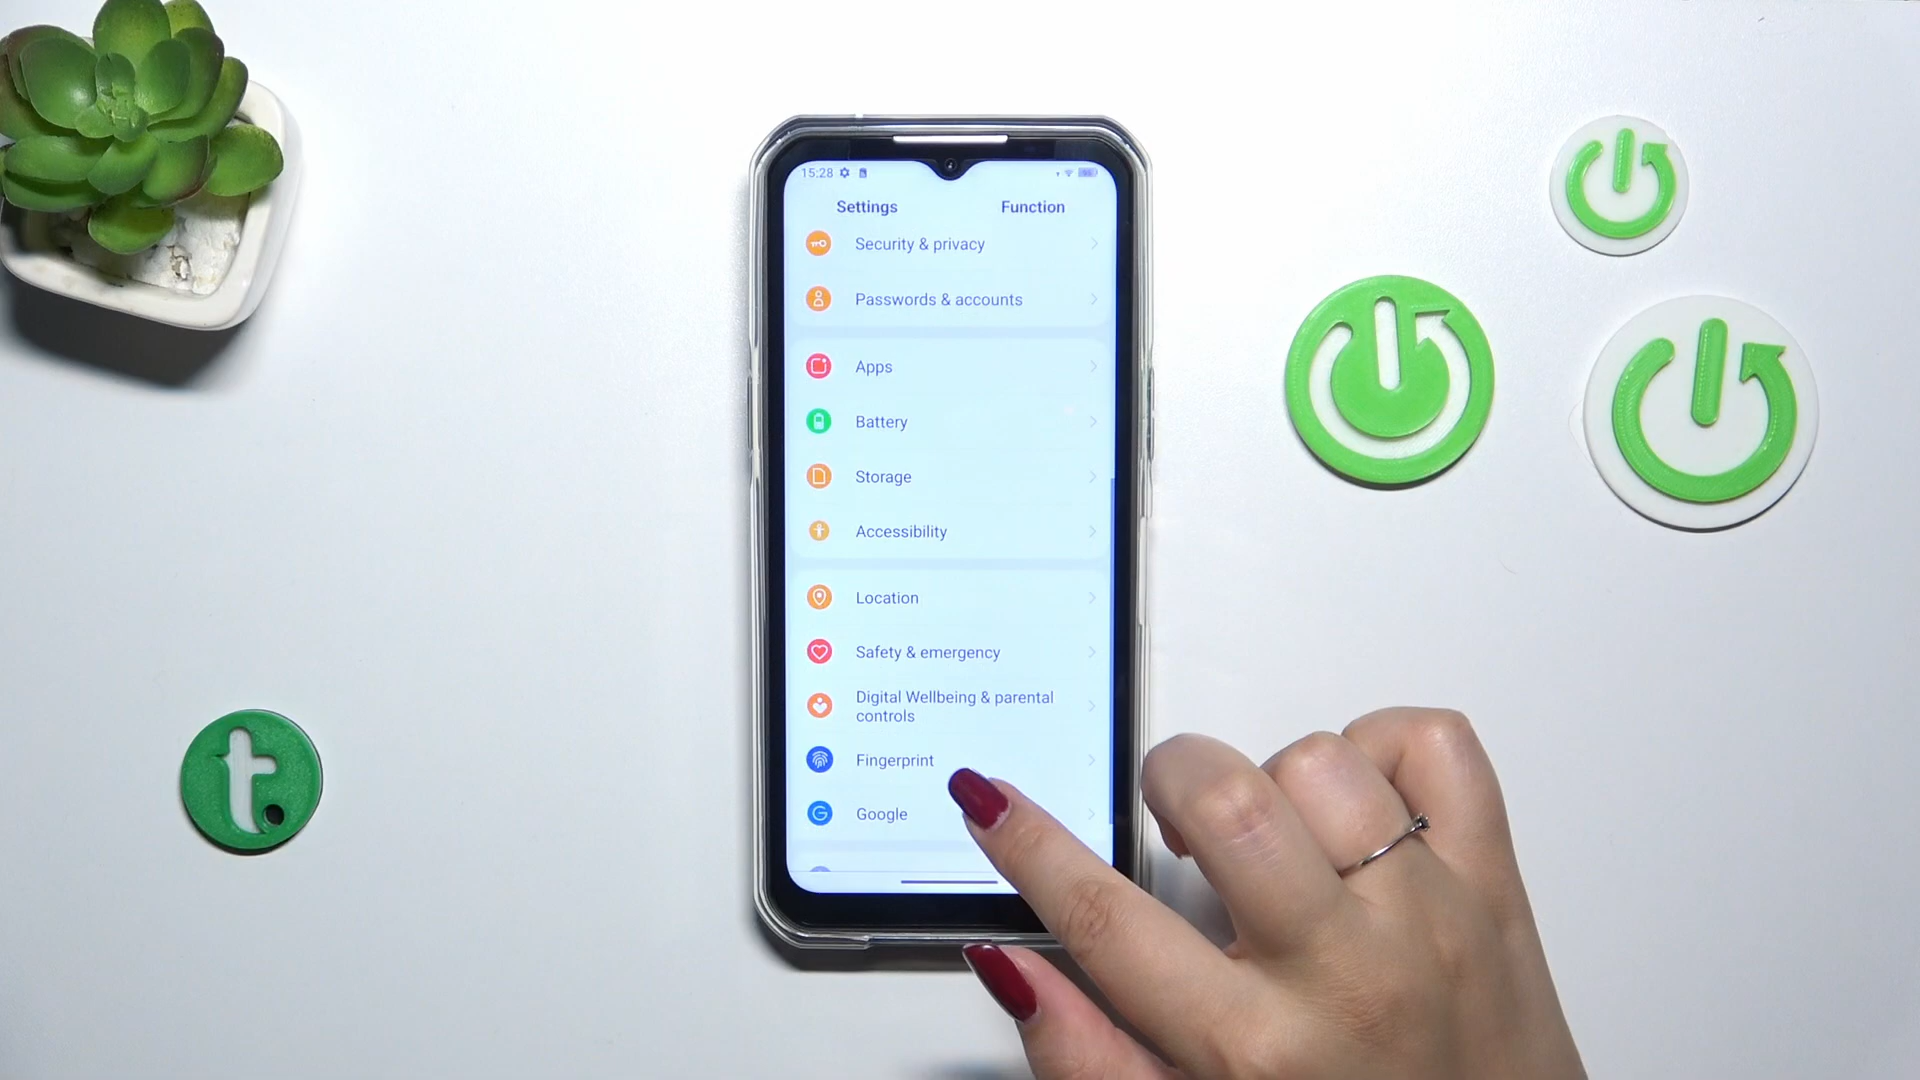 15:28
Settings Function
Security & privacy
Passwords & accounts
Apps
Battery
Storage
Accessibility
Location
Safety & emergency
Digital Wellbeing & parental
controls
Fingerprint
Google
t.